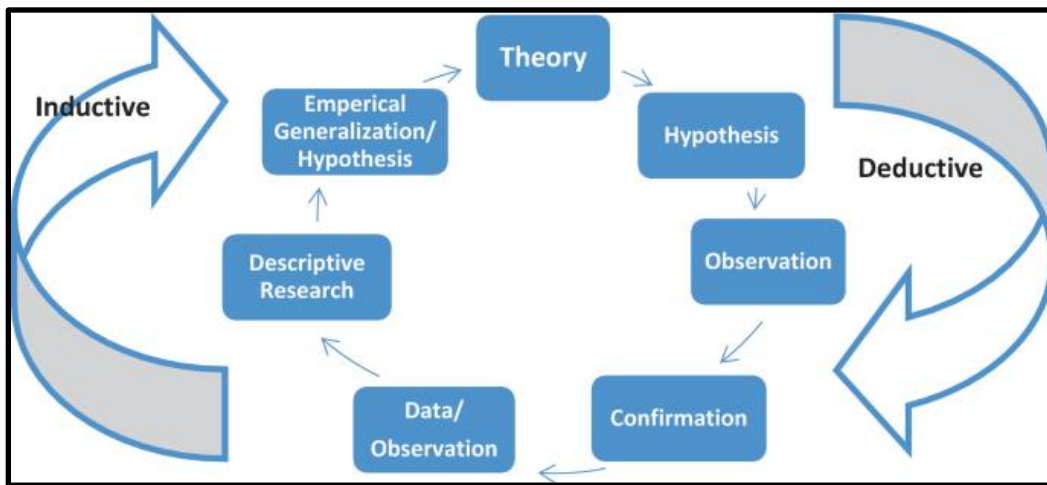 Theory
Inductive
Emperical
Generalization/
Hypothesis
Hypothesis
Deductive
Descriptive
Research
Observation
Data/
Observation
Confirmation